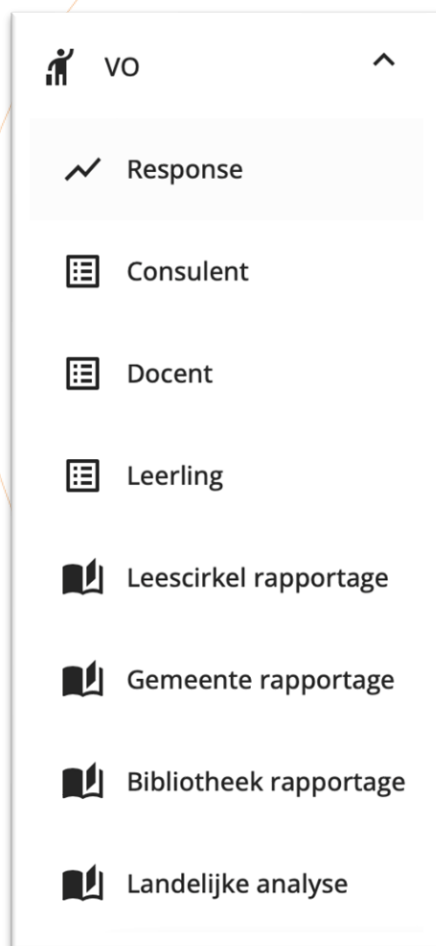 VO
Response
Consulent
Docent
Leerling
Leescirkel rapportage
Gemeente rapportage
Bibliotheek rapportage
Landelijke analyse